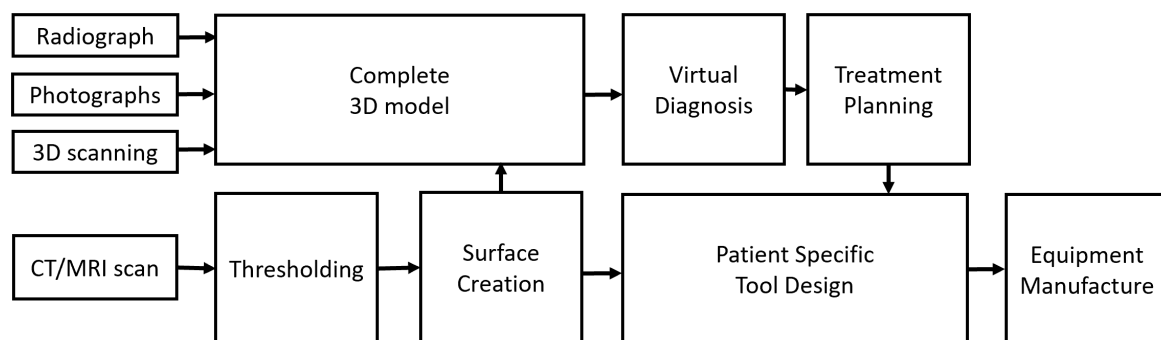 Radiograph
Photographs
3D scanning
Complete
3D model
Virtual
Diagnosis
Treatment
Planning
CT/MRI scan
Thresholding
Surface
Creation
Patient Specific
Tool Design
Equipment
Manufacture